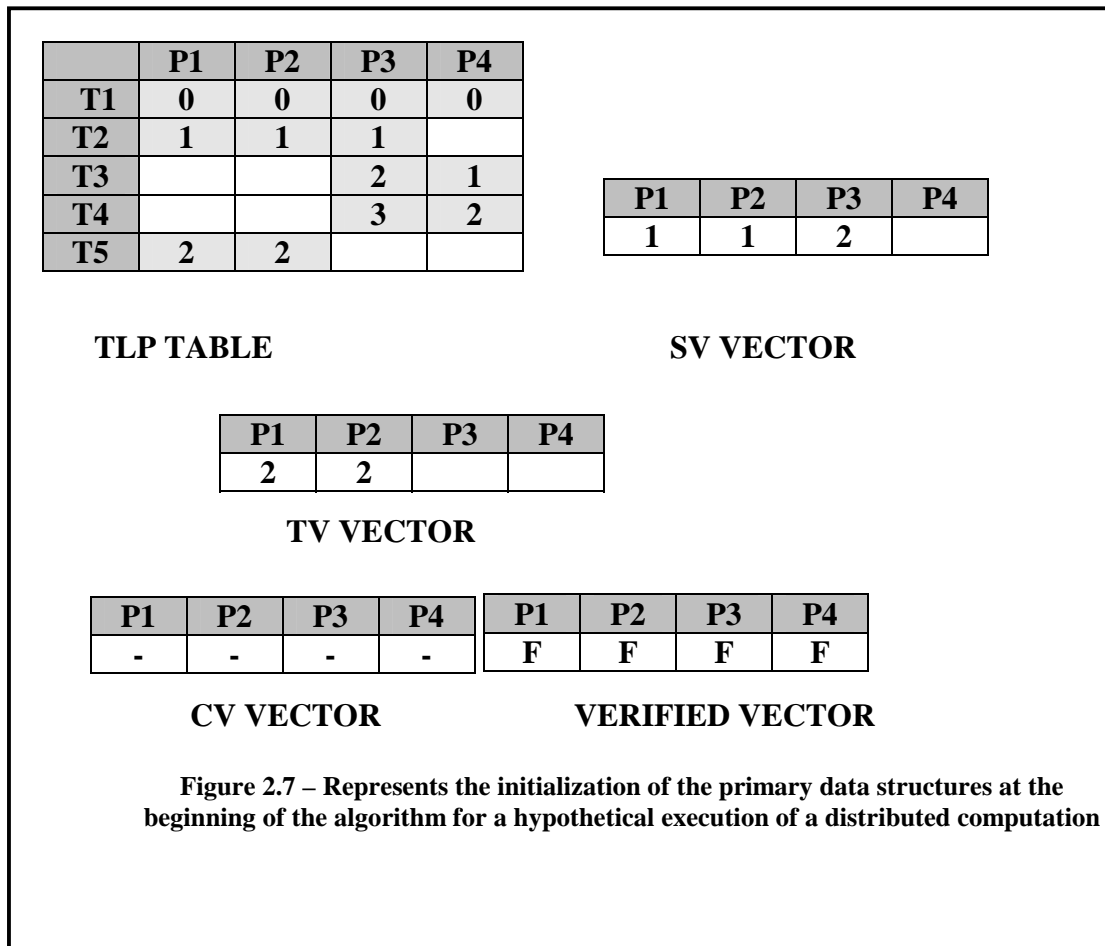 P1 P2 P3 P4
T1 0 0 0 0
T2 1 1 1
T3 2 1
T4 3 2
T5 2 2
P1 P2 P3 P4
1 1 2
TLP TABLE
SV VECTOR
P1 P2 P3 P4
2 2
TV VECTOR
P1 P2 P3 P4
- - - -
P1 P2 P3 P4
F F F F
CV VECTOR
VERIFIED VECTOR
Figure 2.7 – Represents the initialization of the primary data structures at the
beginning of the algorithm for a hypothetical execution of a distributed computation